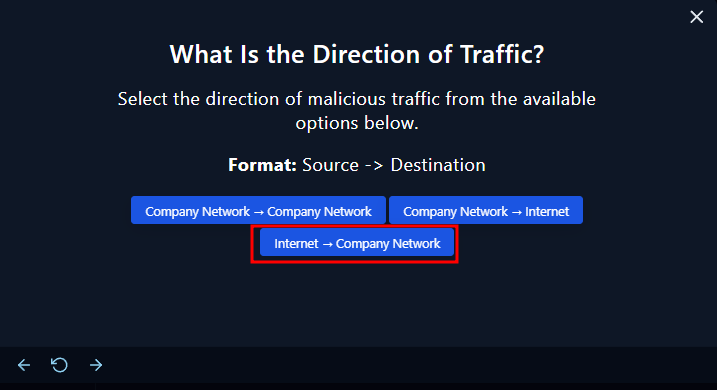 What Is the Direction of Traffic?
Select the direction of malicious traffic from the available
options below.
Format: Source -> Destination
Company Network → Company Network
Company Network → Internet
Internet → Company Network